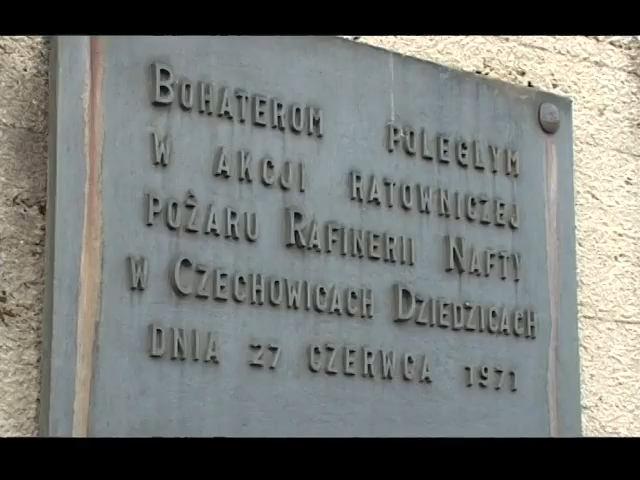 BOHATEROM POLEGŁYM
W AKCJI RATOWNICZEJ
POŻARU RAFINERII NAFTY
W CZECHOWICACH DZIEDZICACH
DNIA 27 CZERWCA 1971